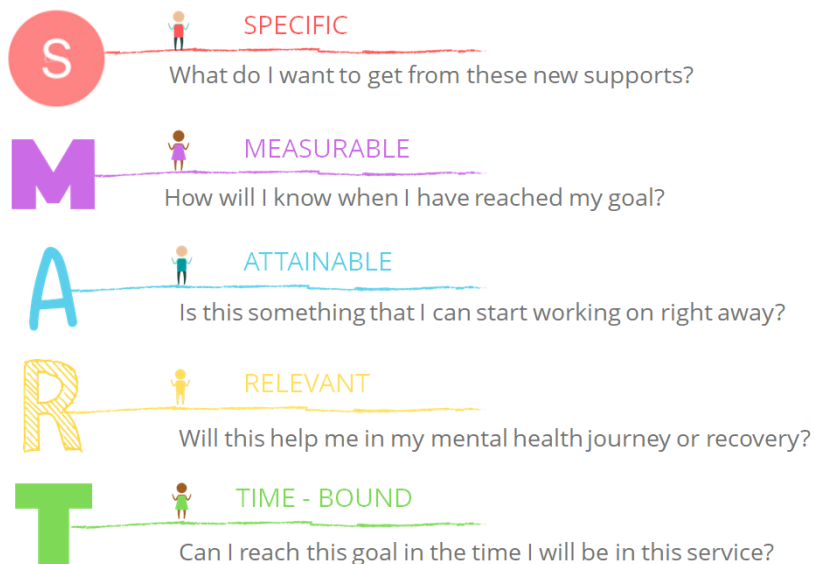 S SPECIFIC
What do I want to get from these new supports?
M MEASURABLE
How will I know when I have reached my goal?
A ATTAINABLE
Is this something that I can start working on right away?
R RELEVANT
Will this help me in my mental health journey or recovery?
T TIME - BOUND
Can I reach this goal in the time I will be in this service?